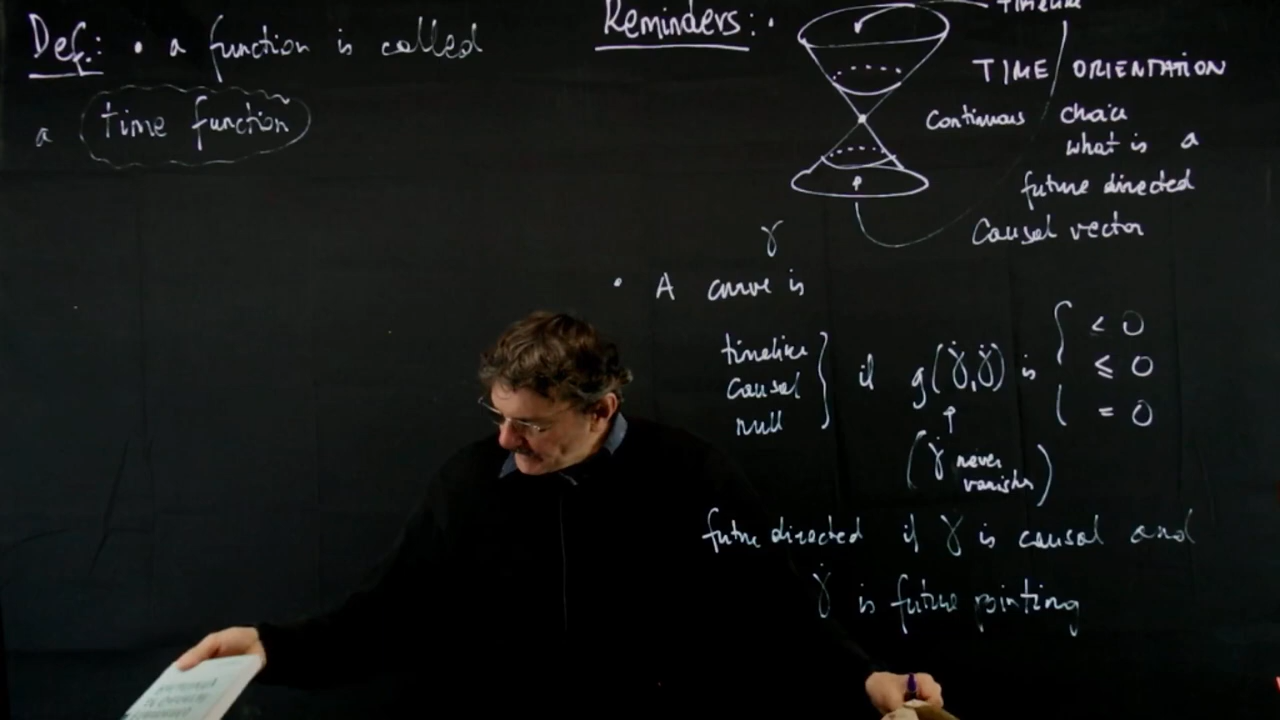 Def: • a function is called
a time function
Reminders: •
timelike
TIME ORIENTATION
Continuous choice
what is a
future directed
causal vector
γ
• A curve is
timelike
causal
null
if g(γ̇,γ̇) is
< 0
≤ 0
= 0
(γ̇ never
vanishes)
future directed if γ is causal and
γ̇ is future pointing